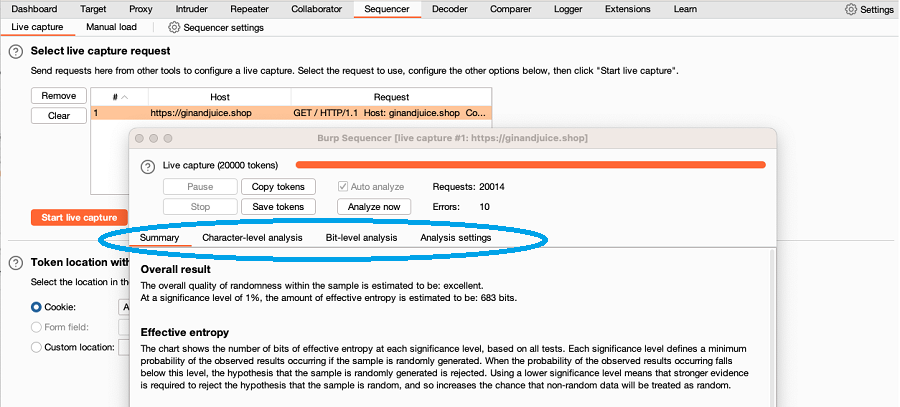 Dashboard Target Proxy Intruder Repeater Collaborator Sequencer Decoder Comparer Logger Extensions Learn Settings
Live capture Manual load Sequencer settings
? Select live capture request
Send requests here from other tools to configure a live capture. Select the request to use, configure the other options below, then click "Start live capture".
Remove
Clear
# Host Request
1 https://ginandjuice.shop GET / HTTP/1.1 Host: ginandjuice.shop Co...
Burp Sequencer [live capture #1: https://ginandjuice.shop]
? Live capture (20000 tokens)
Pause Copy tokens Auto analyze Requests: 20014
Stop Save tokens Analyze now Errors: 10
Start live capture
Summary Character-level analysis Bit-level analysis Analysis settings
? Token location with
Select the location in the
Cookie: A
Form field:
Custom location:
Overall result
The overall quality of randomness within the sample is estimated to be: excellent.
At a significance level of 1%, the amount of effective entropy is estimated to be: 683 bits.
Effective entropy
The chart shows the number of bits of effective entropy at each significance level, based on all tests. Each significance level defines a minimum
probability of the observed results occurring if the sample is randomly generated. When the probability of the observed results occurring falls
below this level, the hypothesis that the sample is randomly generated is rejected. Using a lower significance level means that stronger evidence
is required to reject the hypothesis that the sample is random, and so increases the chance that non-random data will be treated as random.